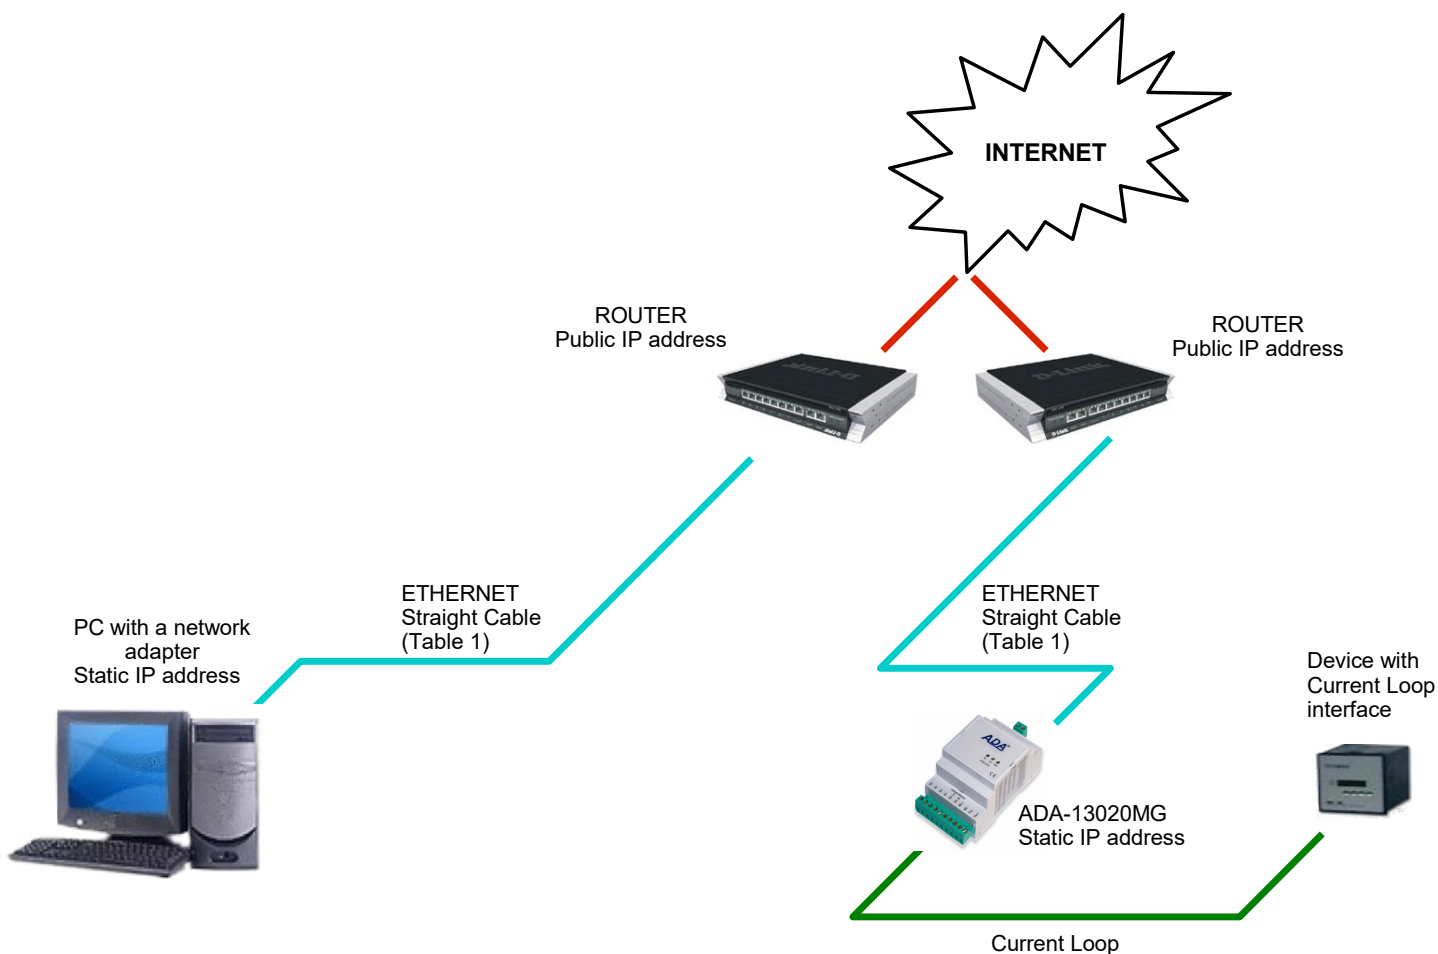 INTERNET
ROUTER
Public IP address
ROUTER
Public IP address
D-Link
D-Link
ETHERNET
Straight Cable
(Table 1)
ETHERNET
Straight Cable
(Table 1)
PC with a network
adapter
Static IP address
Device with
Current Loop
interface
ADA
ADA-13020MG
Static IP address
Current Loop